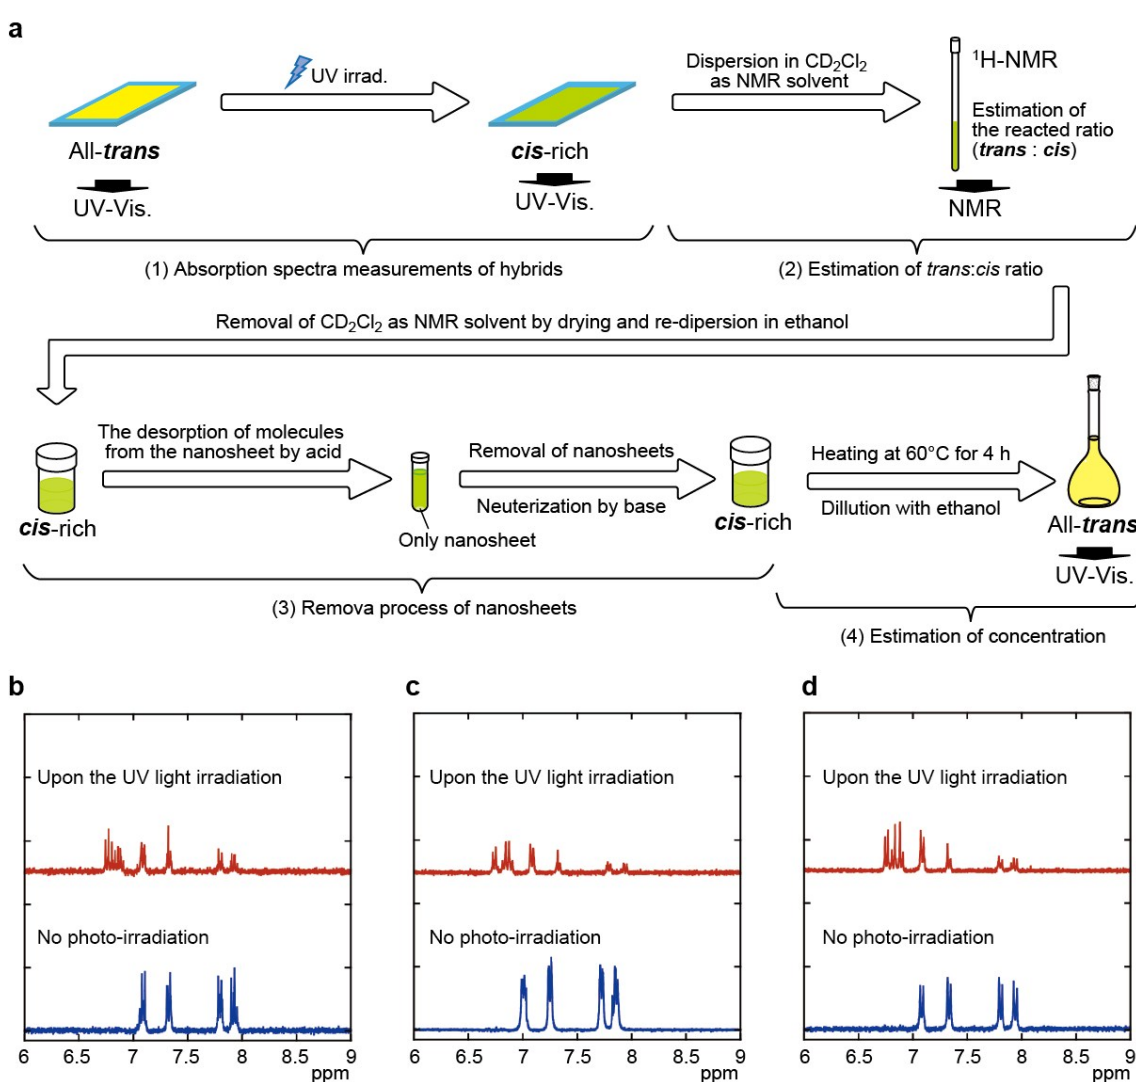 a
UV irrad.
Dispersion in CD₂Cl₂
as NMR solvent
¹H-NMR
Estimation of
the reacted ratio
(trans : cis)
All-trans
cis-rich
UV-Vis.
UV-Vis.
NMR
(1) Absorption spectra measurements of hybrids
(2) Estimation of trans:cis ratio
Removal of CD₂Cl₂ as NMR solvent by drying and re-dipersion in ethanol
The desorption of molecules
from the nanosheet by acid
Removal of nanosheets
Neuterization by base
Heating at 60°C for 4 h
Dillution with ethanol
cis-rich
Only nanosheet
cis-rich
All-trans
UV-Vis.
(3) Remova process of nanosheets
(4) Estimation of concentration
b
Upon the UV light irradiation
No photo-irradiation
6 6.5 7 7.5 8 8.5 9
ppm
c
Upon the UV light irradiation
No photo-irradiation
6 6.5 7 7.5 8 8.5 9
ppm
d
Upon the UV light irradiation
No photo-irradiation
6 6.5 7 7.5 8 8.5 9
ppm